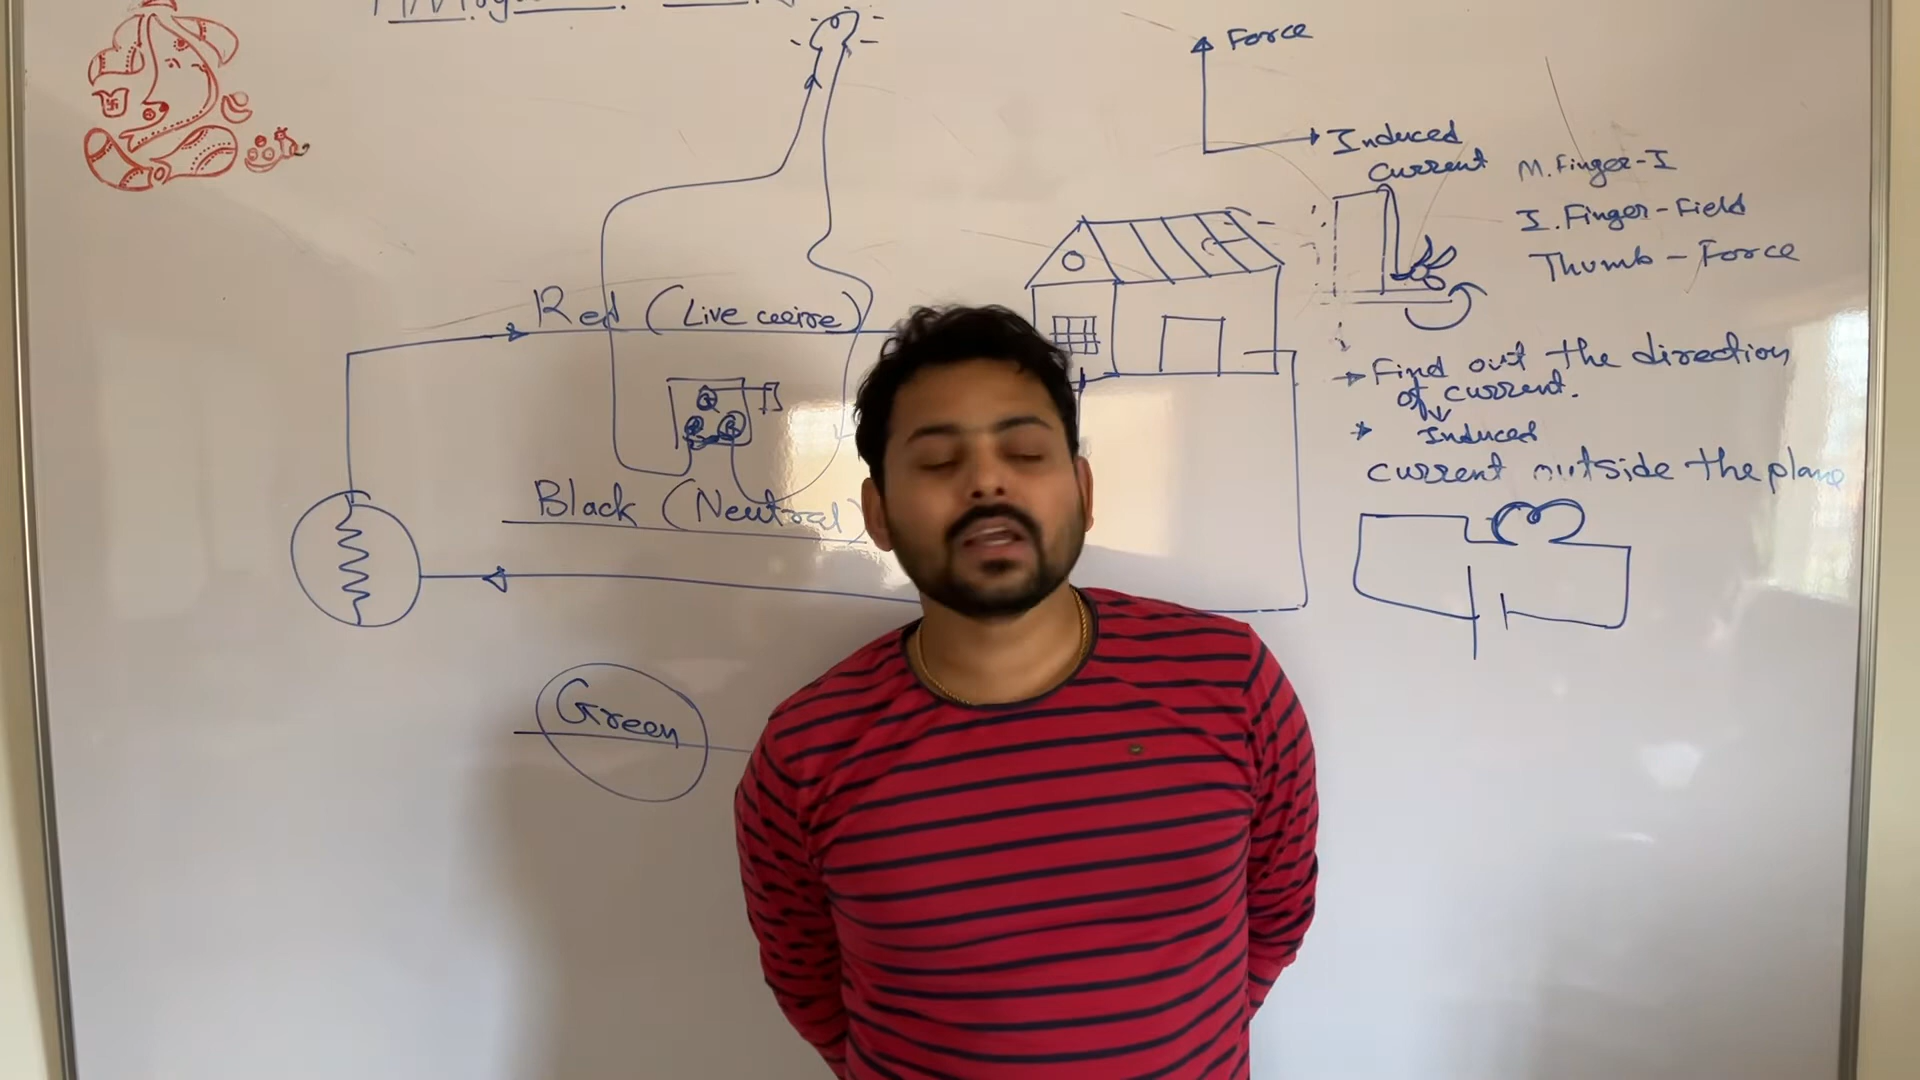 Force
Induced
current
M. Finger-I
I. Finger-Field
Thumb - Force
Red (Live weire)
Find out the direction
of current.
Induced
current outside the plane
Black (Neutral)
Green